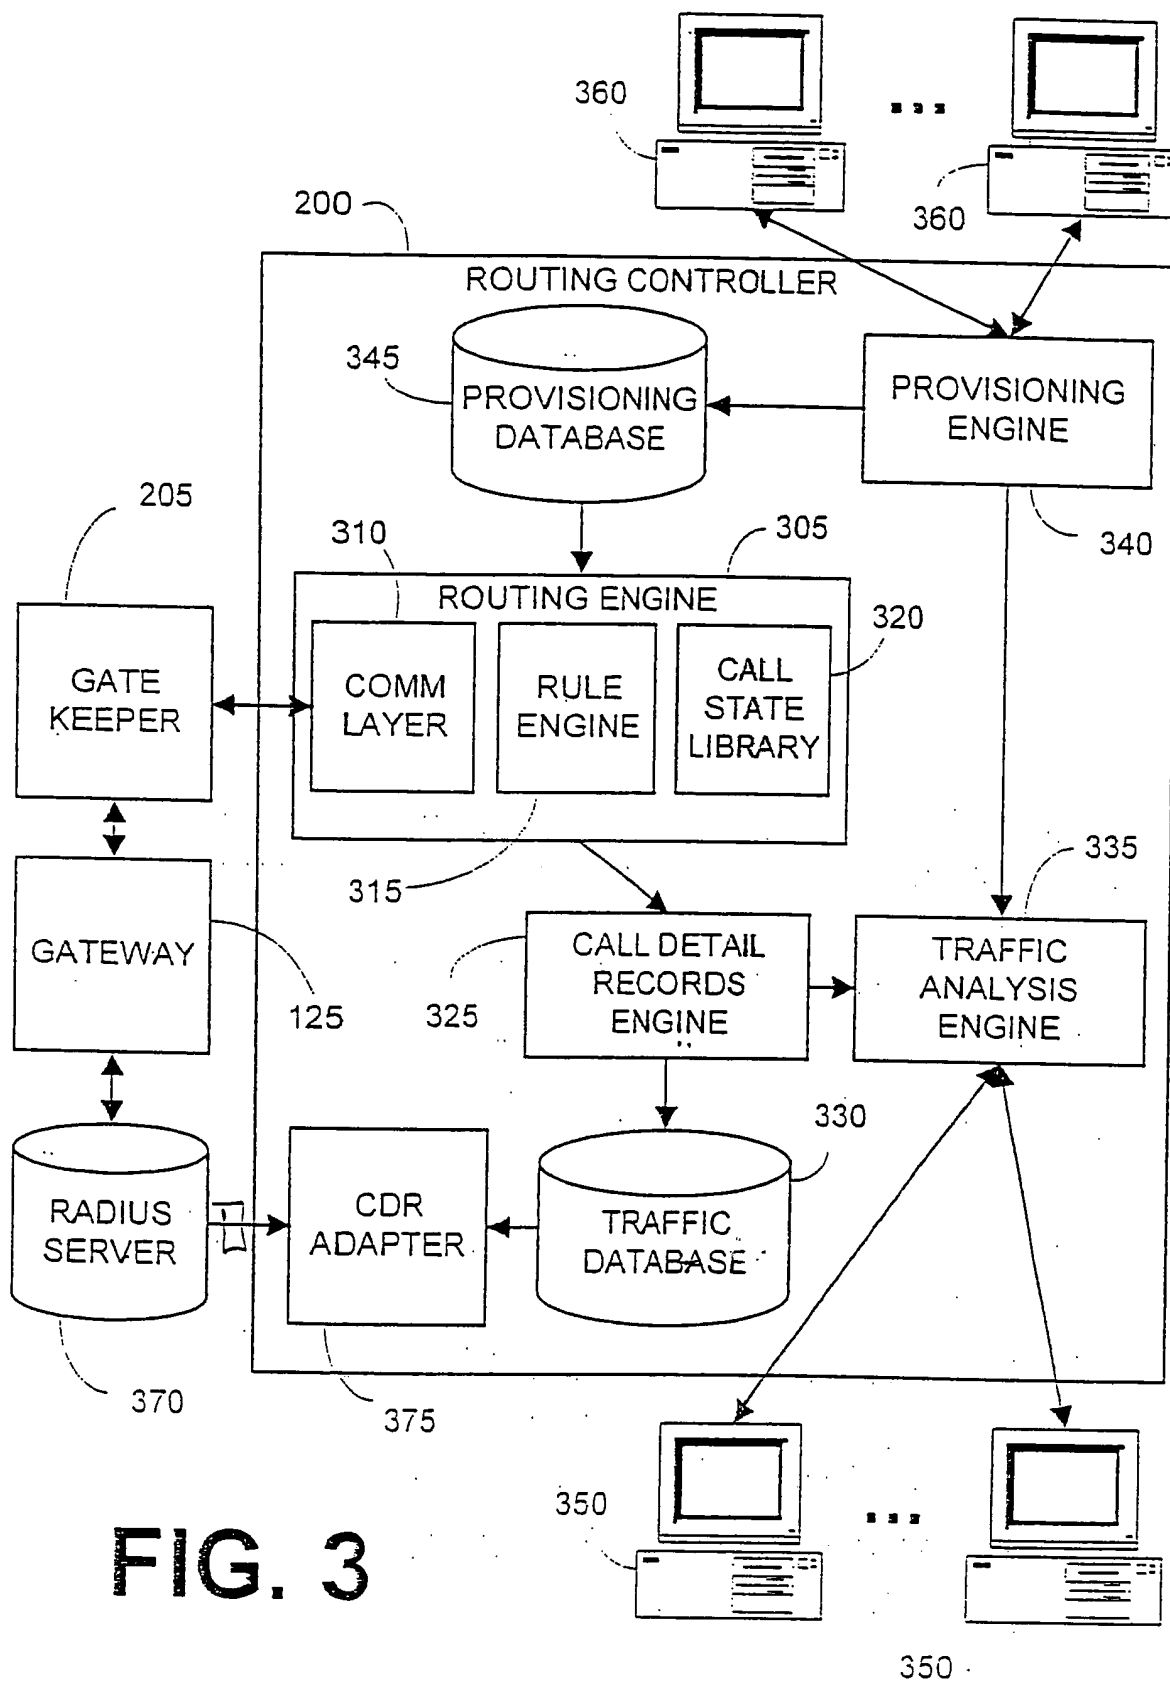 360
360
200
ROUTING CONTROLLER
345
PROVISIONING
DATABASE
PROVISIONING
ENGINE
205
310
305
340
ROUTING ENGINE
320
GATE
KEEPER
COMM
LAYER
RULE
ENGINE
CALL
STATE
LIBRARY
315
335
GATEWAY
125
325
CALL DETAIL
RECORDS
ENGINE
TRAFFIC
ANALYSIS
ENGINE
330
RADIUS
SERVER
CDR
ADAPTER
TRAFFIC
DATABASE
370
375
350
FIG. 3
350